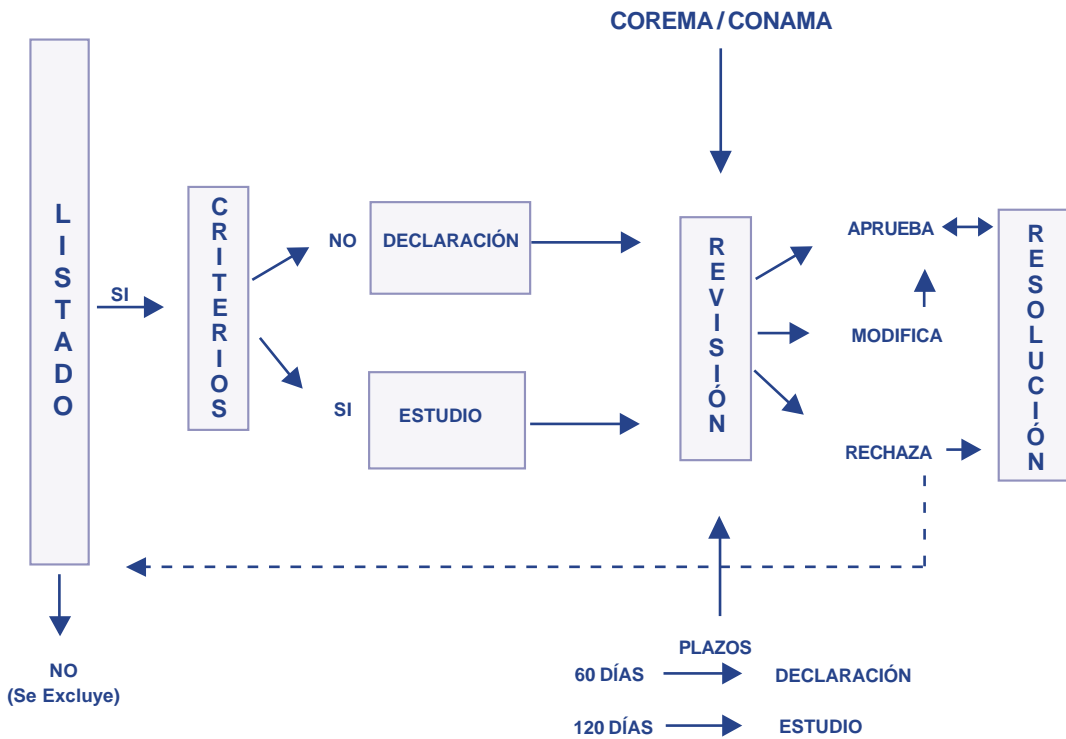 COREMA / CONAMA
LISTADO
SI
CRITERIOS
NO
DECLARACIÓN
SI
ESTUDIO
REVISIÓN
APRUEBA
MODIFICA
RECHAZA
RESOLUCIÓN
NO
(Se Excluye)
PLAZOS
60 DÍAS
DECLARACIÓN
120 DÍAS
ESTUDIO